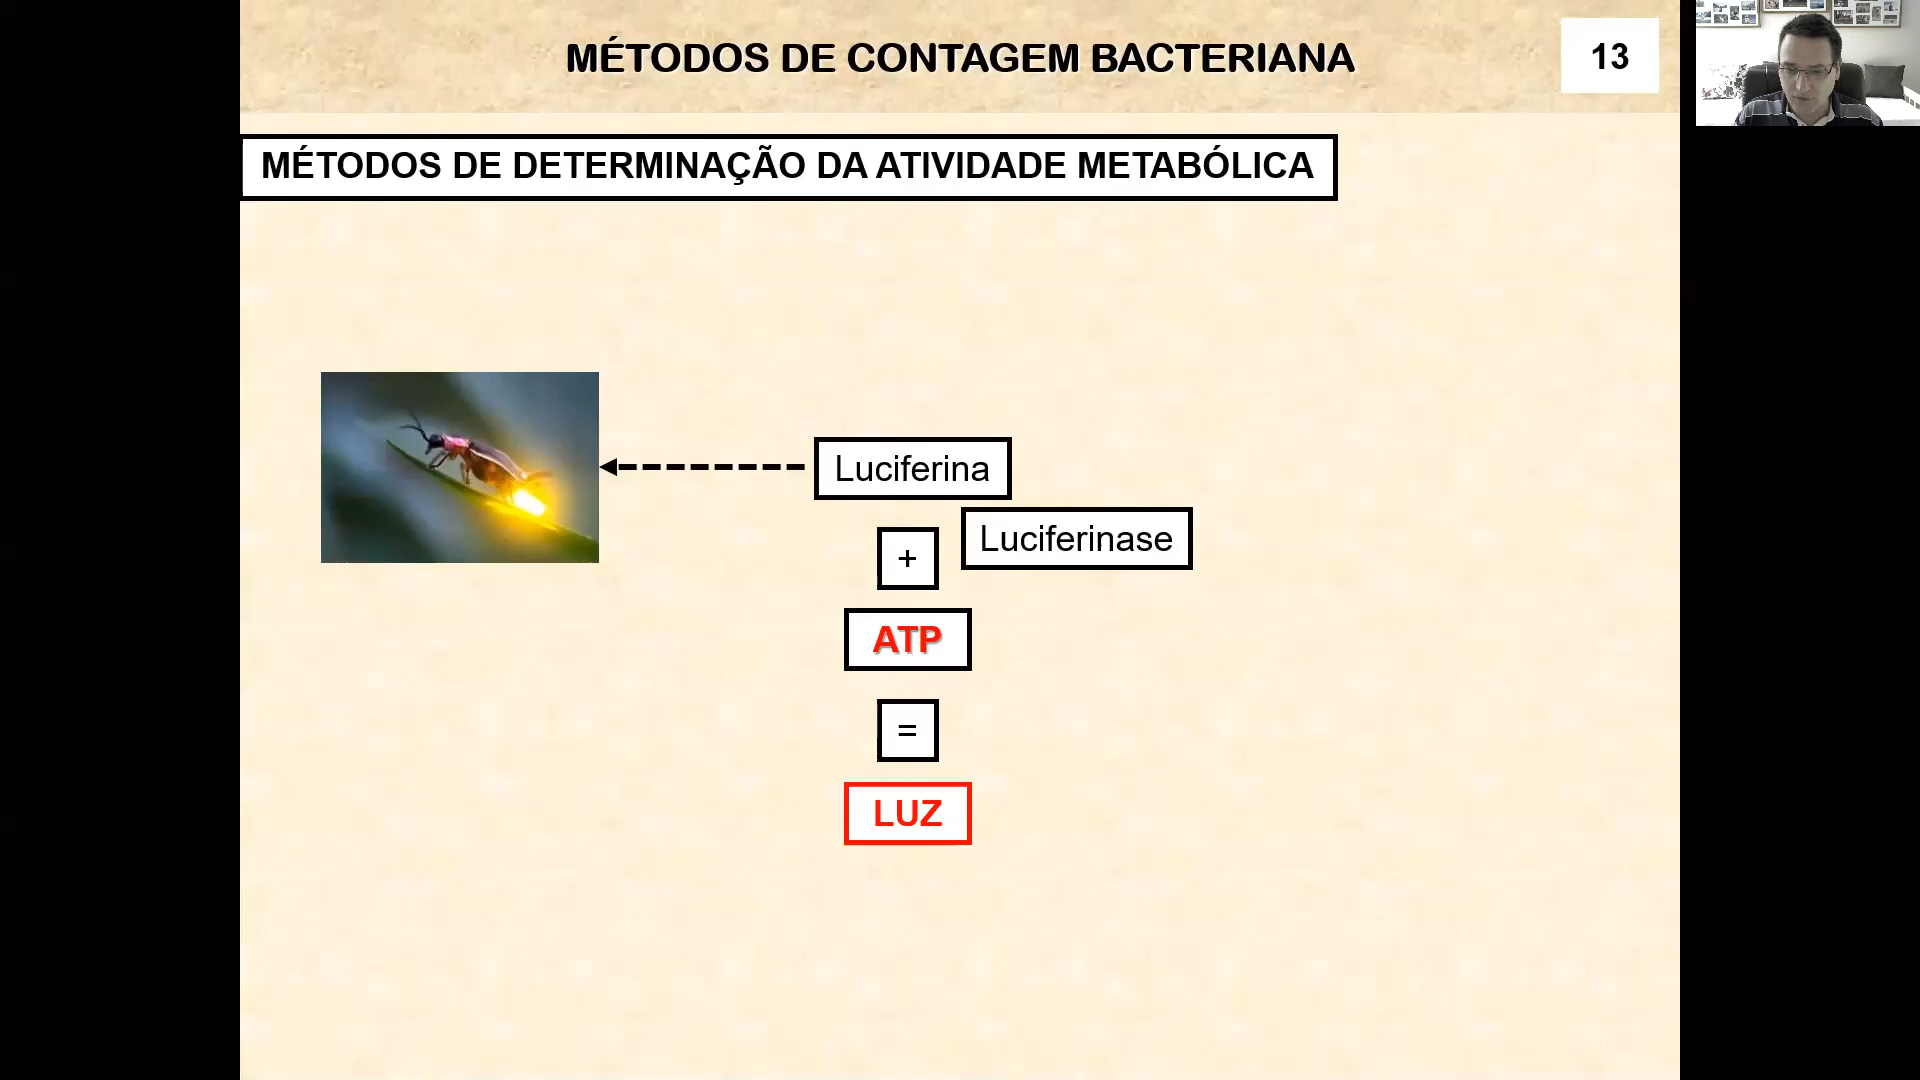 MÉTODOS DE CONTAGEM BACTERIANA
13
MÉTODOS DE DETERMINAÇÃO DA ATIVIDADE METABÓLICA
Luciferina
Luciferinase
+
ATP
=
LUZ